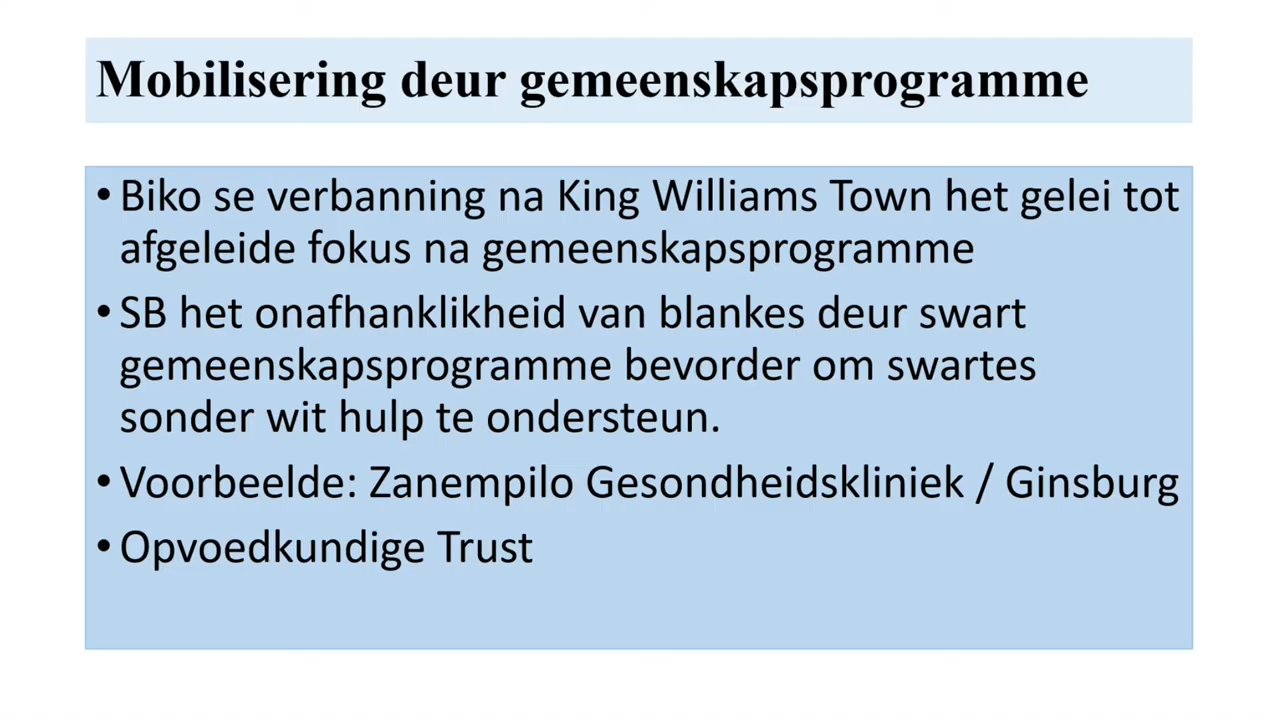 Mobilisering deur gemeenskapsprogramme
• Biko se verbanning na King Williams Town het gelei tot
afgeleide fokus na gemeenskapsprogramme
• SB het onafhanklikheid van blankes deur swart
gemeenskapsprogramme bevorder om swartes
sonder wit hulp te ondersteun.
• Voorbeelde: Zanempilo Gesondheidskliniek / Ginsburg
• Opvoedkundige Trust